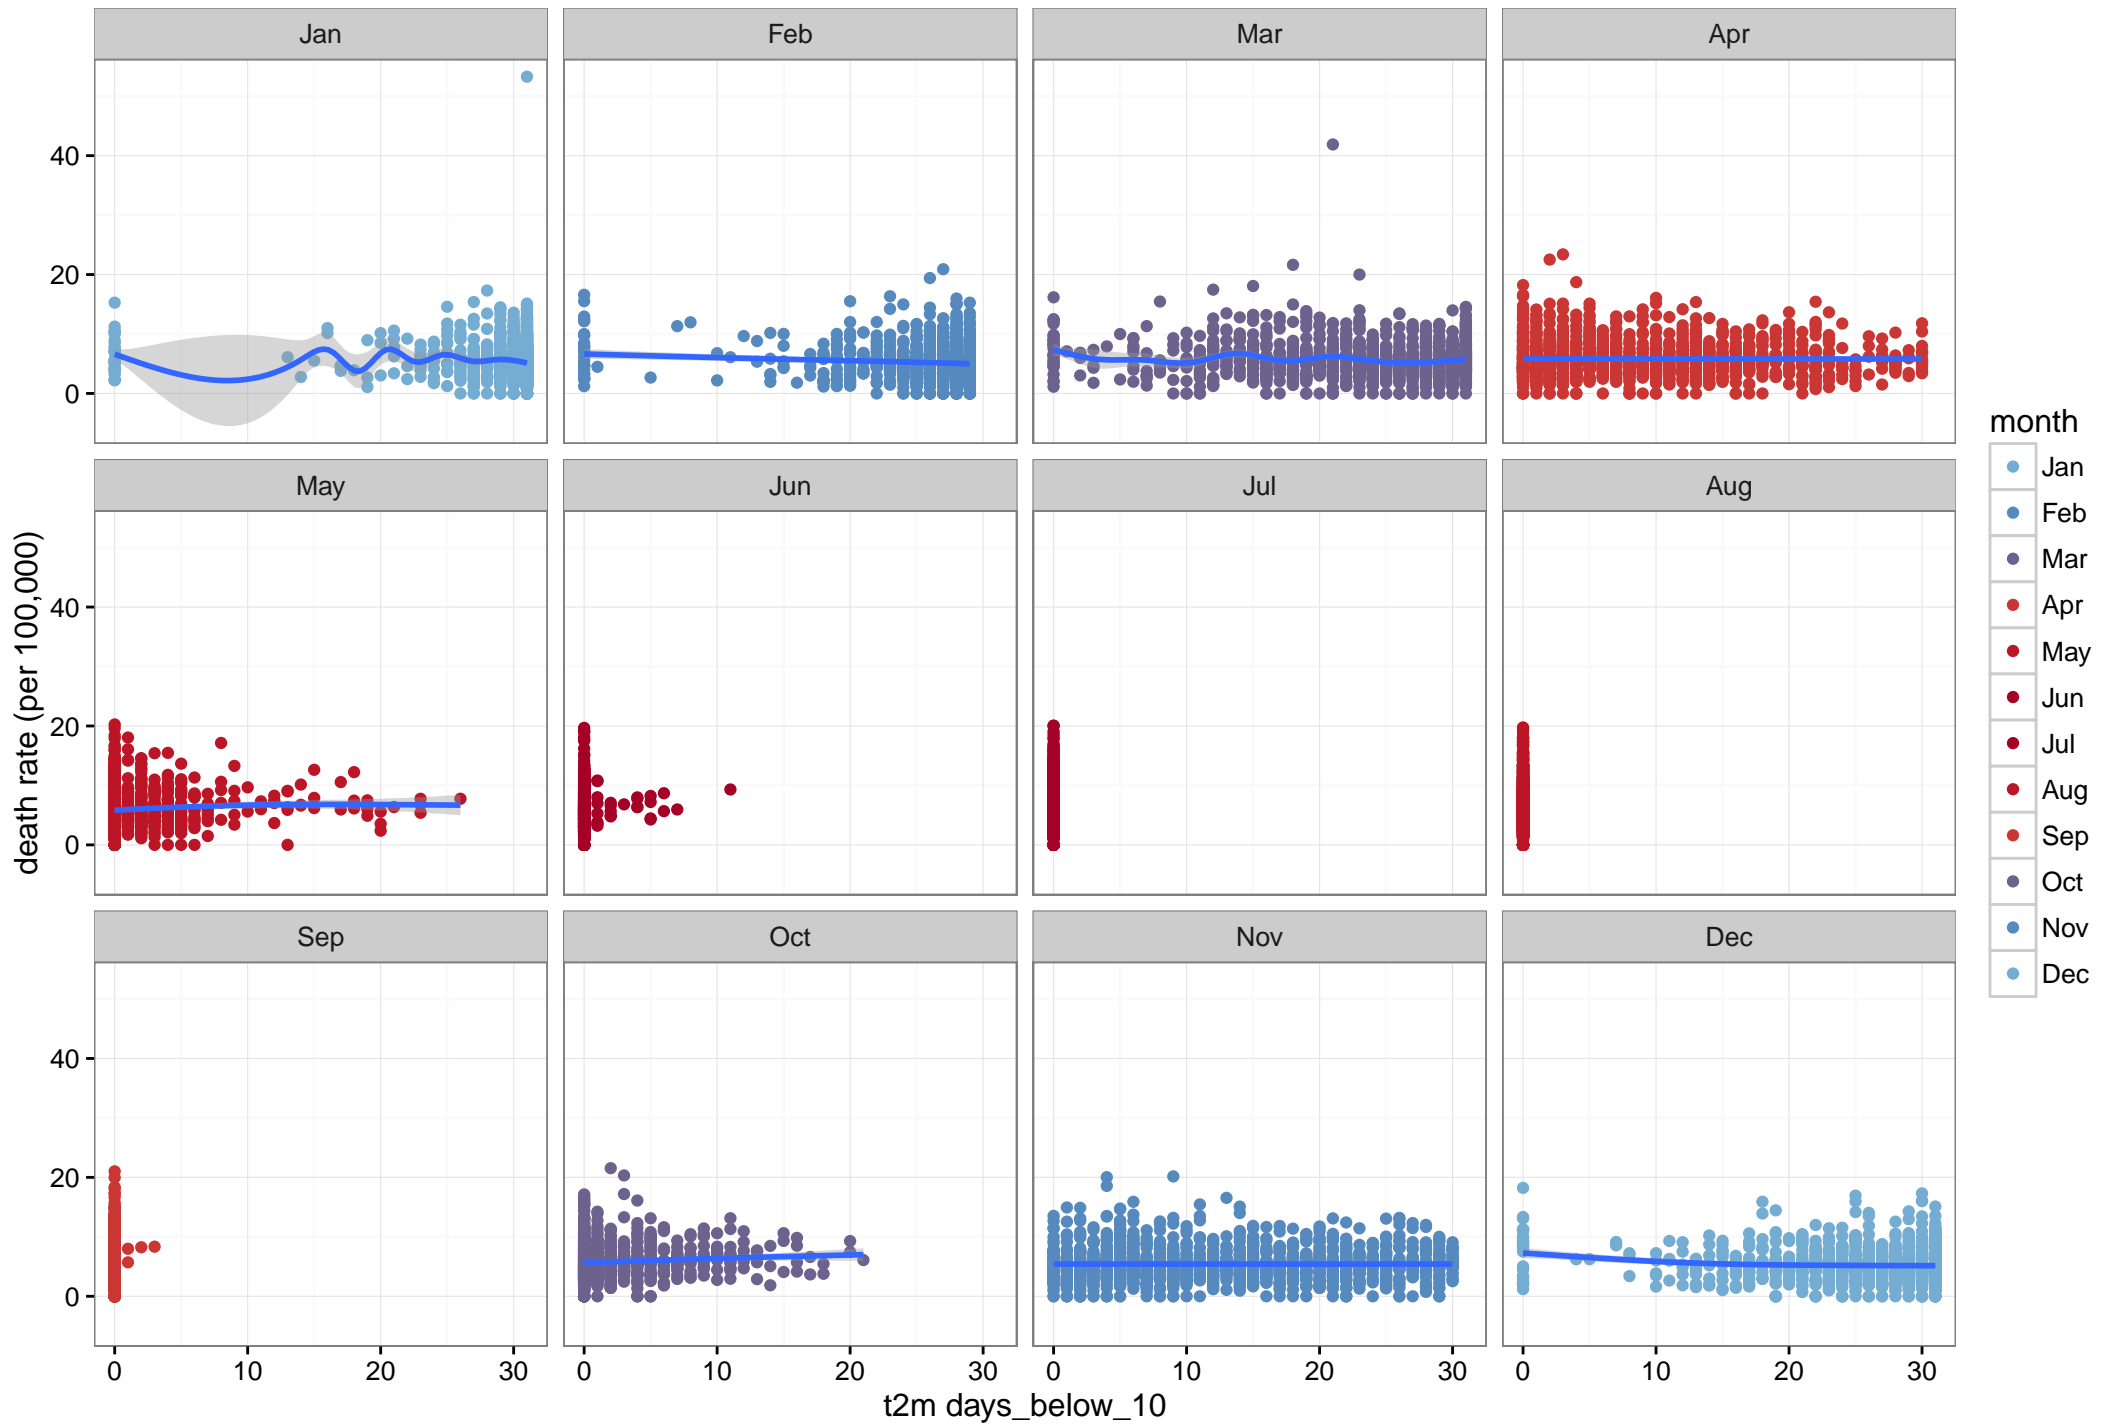 Jan Feb Mar Apr
40
20
0
May Jun Jul Aug
40
20
0
Sep Oct Nov Dec
40
20
0
0 10 20 30 0 10 20 30 0 10 20 30 0 10 20 30
t2m days_below_10
death rate (per 100,000)
month
Jan
Feb
Mar
Apr
May
Jun
Jul
Aug
Sep
Oct
Nov
Dec